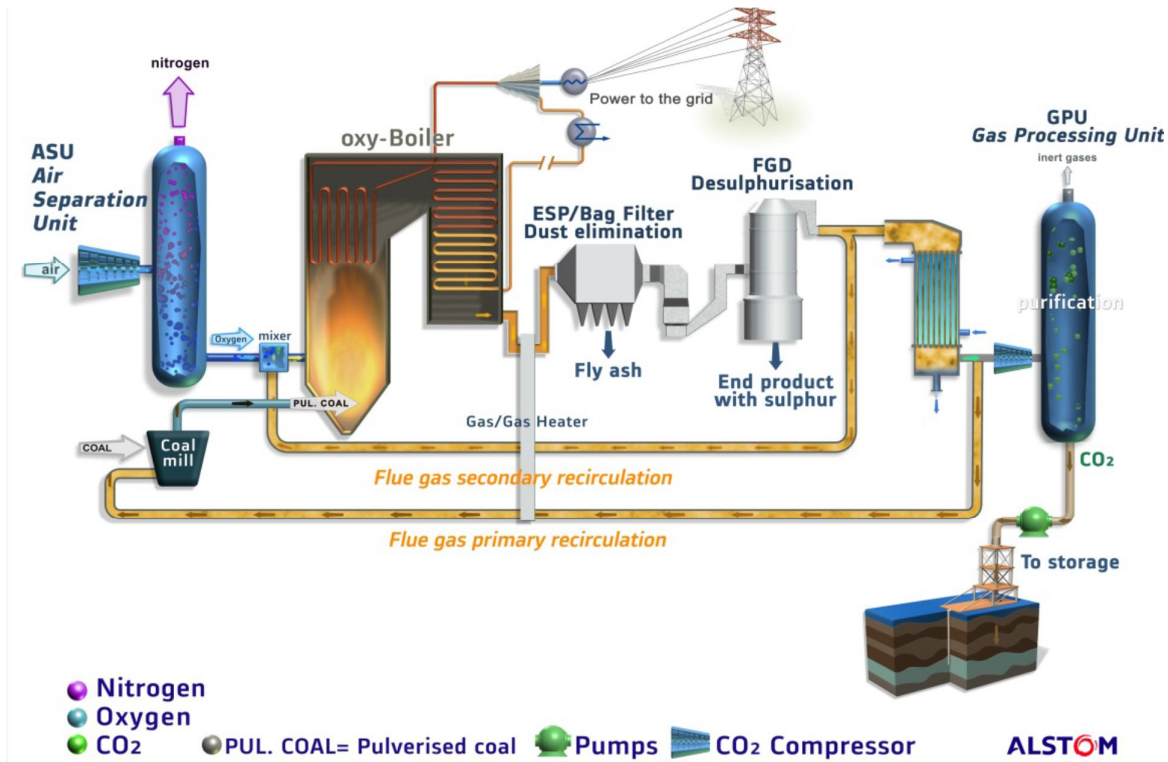 nitrogen
ASU
Air
Separation
Unit
air
Oxygen
mixer
COAL
Coal
mill
PUL. COAL
oxy-Boiler
Power to the grid
ESP/Bag Filter
Dust elimination
Fly ash
Gas/Gas Heater
FGD
Desulphurisation
End product
with sulphur
GPU
Gas Processing Unit
inert gases
purification
CO2
To storage
Flue gas secondary recirculation
Flue gas primary recirculation
Nitrogen
Oxygen
CO2
PUL. COAL= Pulverised coal
Pumps
CO2 Compressor
ALSTOM